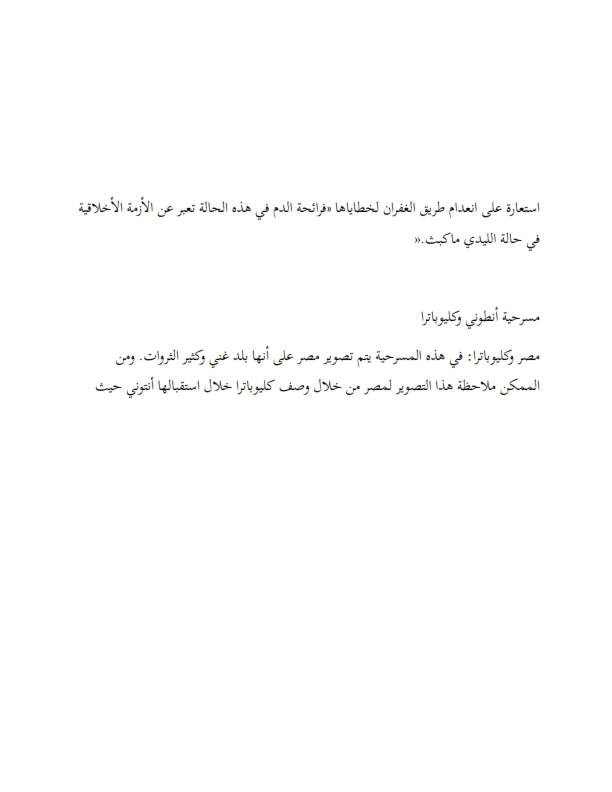 استعارة على انعدام طريق الغفران لخطاياها «فرائحة الدم في هذه الحالة تعبر عن الأزمة الأخلاقية
في حالة الليدي ماكبث.»
مسرحية أنطوني وكليوباترا
مصر وكليوباترا: في هذه المسرحية يتم تصوير مصر على أنها بلد غني وكثير الثروات. ومن
الممكن ملاحظة هذا التصوير لمصر من خلال وصف كليوباترا خلال استقبالها أنتوني حيث